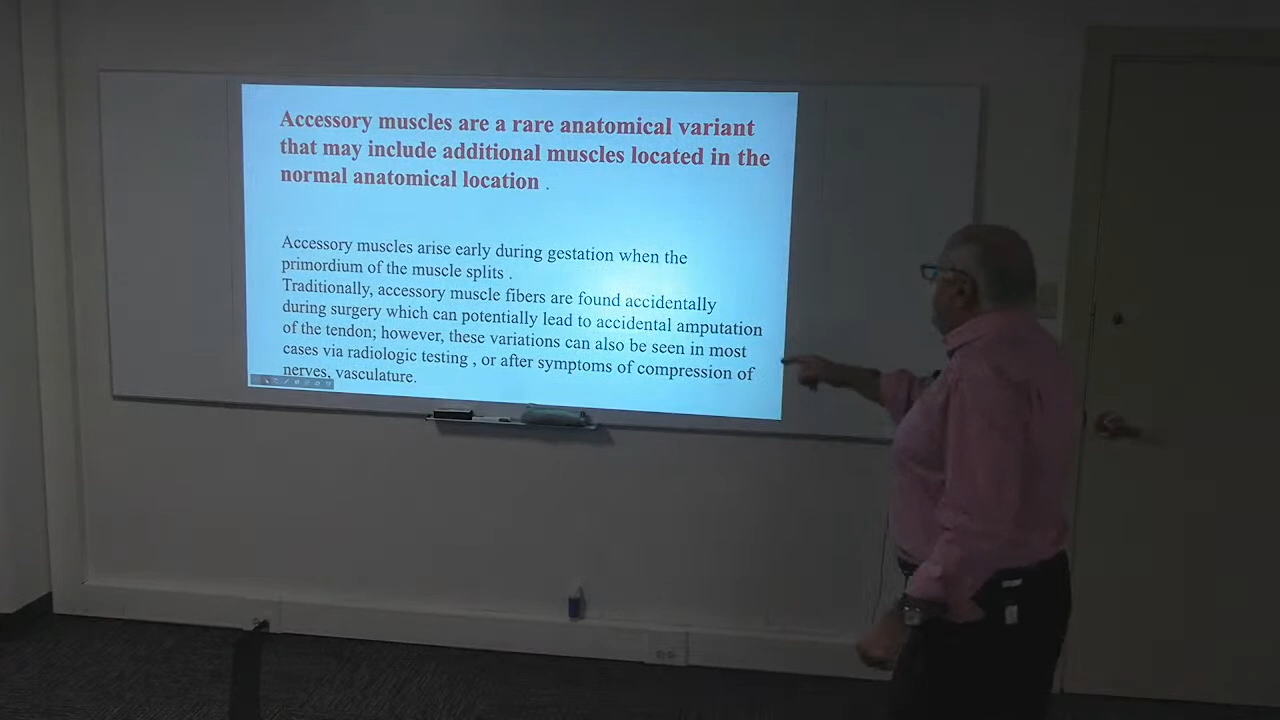 Accessory muscles are a rare anatomical variant
that may include additional muscles located in the
normal anatomical location .
Accessory muscles arise early during gestation when the
primordium of the muscle splits .
Traditionally, accessory muscle fibers are found accidentally
during surgery which can potentially lead to accidental amputation
of the tendon; however, these variations can also be seen in most
cases via radiologic testing , or after symptoms of compression of
nerves, vasculature.